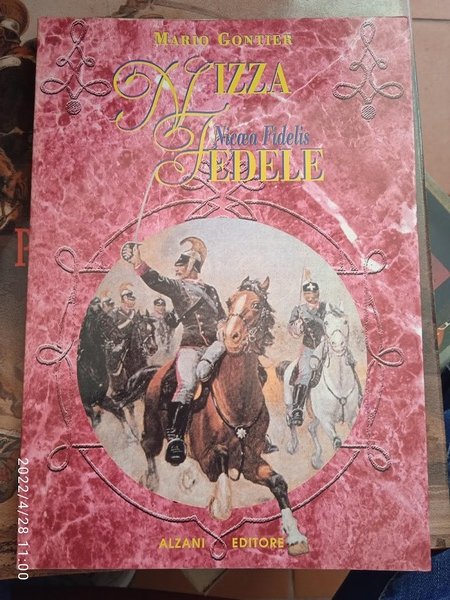 MARIO GONTIER
NIZZA
Nicæa Fidelis
FEDELE
P
ALZANI EDITORE
2022/4/28 11:00